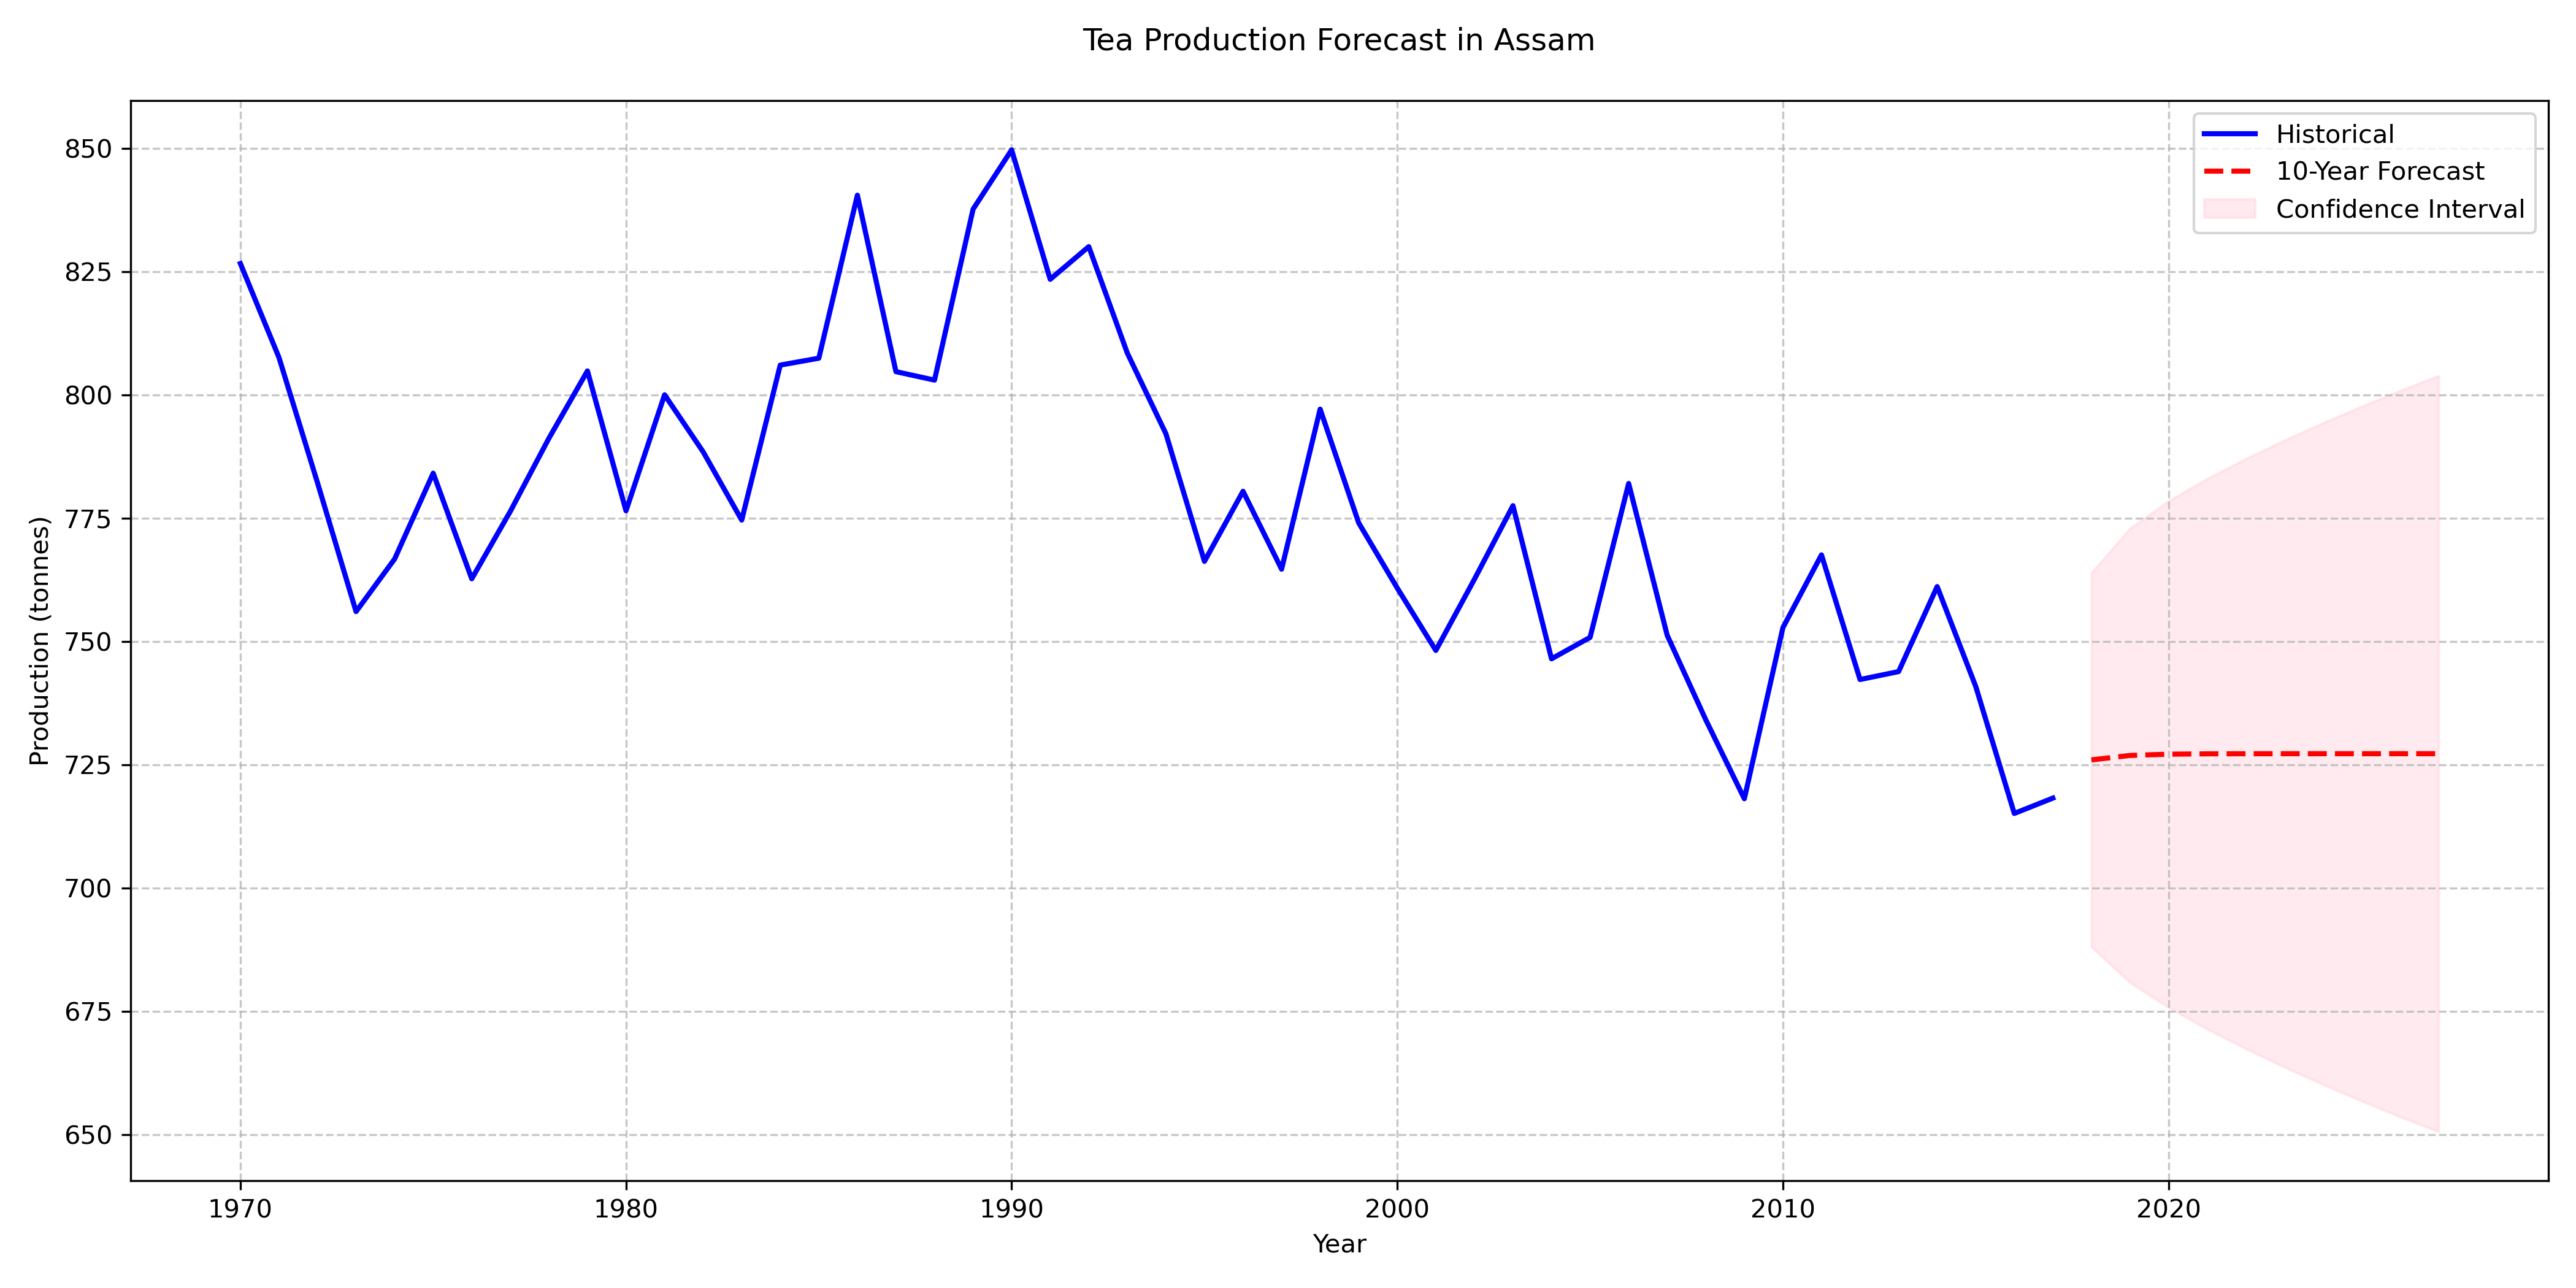 Tea Production Forecast in Assam
Historical
10-Year Forecast
Confidence Interval
Production (tonnes)
850
825
800
775
750
725
700
675
650
1970 1980 1990 2000 2010 2020
Year